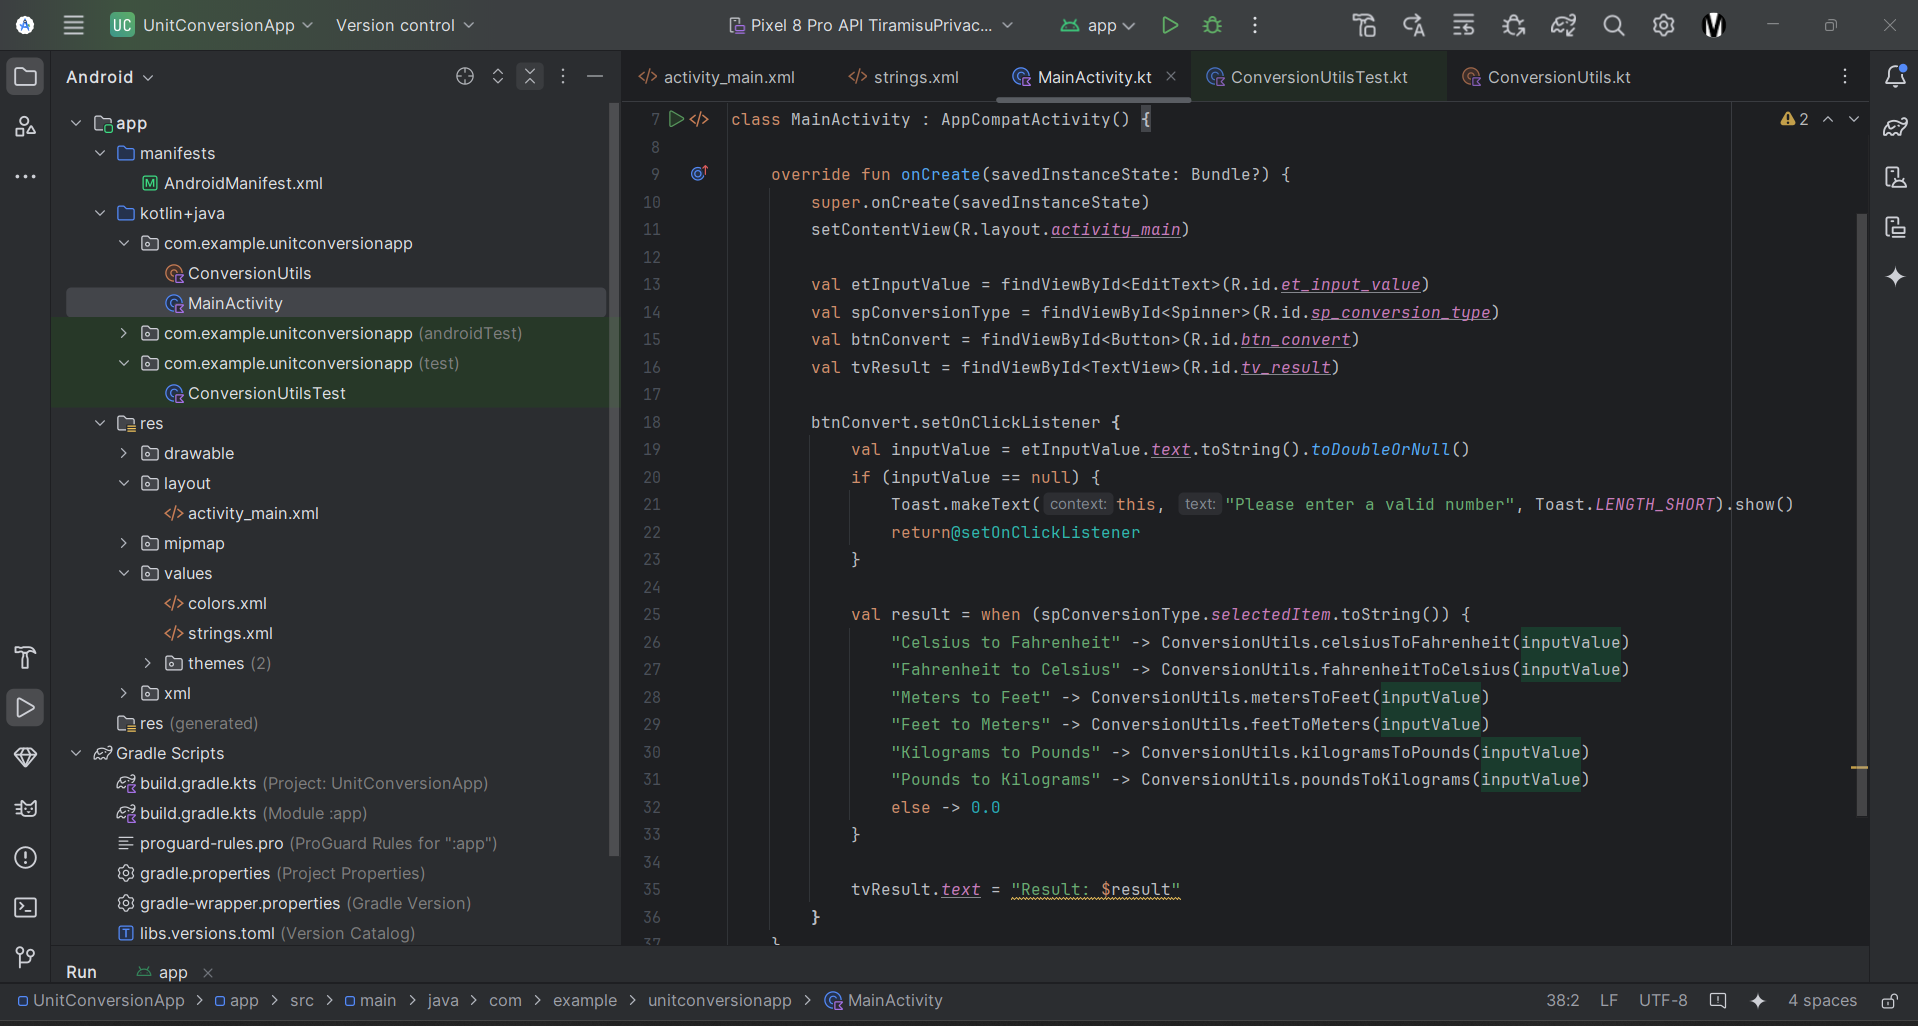 UC UnitConversionApp Version control Pixel 8 Pro API TiramisuPrivac... app
Android
activity_main.xml strings.xml MainActivity.kt ConversionUtilsTest.kt ConversionUtils.kt
app
manifests
AndroidManifest.xml
kotlin+java
com.example.unitconversionapp
ConversionUtils
MainActivity
com.example.unitconversionapp (androidTest)
com.example.unitconversionapp (test)
ConversionUtilsTest
res
drawable
layout
activity_main.xml
mipmap
values
colors.xml
strings.xml
themes (2)
xml
res (generated)
Gradle Scripts
build.gradle.kts (Project: UnitConversionApp)
build.gradle.kts (Module :app)
proguard-rules.pro (ProGuard Rules for ":app")
gradle.properties (Project Properties)
gradle-wrapper.properties (Gradle Version)
libs.versions.toml (Version Catalog)
2
7 class MainActivity : AppCompatActivity() {
8
9 override fun onCreate(savedInstanceState: Bundle?) {
10 super.onCreate(savedInstanceState)
11 setContentView(R.layout.activity_main)
12
13 val etInputValue = findViewById<EditText>(R.id.et_input_value)
14 val spConversionType = findViewById<Spinner>(R.id.sp_conversion_type)
15 val btnConvert = findViewById<Button>(R.id.btn_convert)
16 val tvResult = findViewById<TextView>(R.id.tv_result)
17
18 btnConvert.setOnClickListener {
19 val inputValue = etInputValue.text.toString().toDoubleOrNull()
20 if (inputValue == null) {
21 Toast.makeText( context: this, text: "Please enter a valid number", Toast.LENGTH_SHORT).show()
22 return@setOnClickListener
23 }
24
25 val result = when (spConversionType.selectedItem.toString()) {
26 "Celsius to Fahrenheit" -> ConversionUtils.celsiusToFahrenheit(inputValue)
27 "Fahrenheit to Celsius" -> ConversionUtils.fahrenheitToCelsius(inputValue)
28 "Meters to Feet" -> ConversionUtils.metersToFeet(inputValue)
29 "Feet to Meters" -> ConversionUtils.feetToMeters(inputValue)
30 "Kilograms to Pounds" -> ConversionUtils.kilogramsToPounds(inputValue)
31 "Pounds to Kilograms" -> ConversionUtils.poundsToKilograms(inputValue)
32 else -> 0.0
33 }
34
35 tvResult.text = "Result: $result"
36 }
37 }
Run app
UnitConversionApp > app > src > main > java > com > example > unitconversionapp > MainActivity 38:2 LF UTF-8 4 spaces